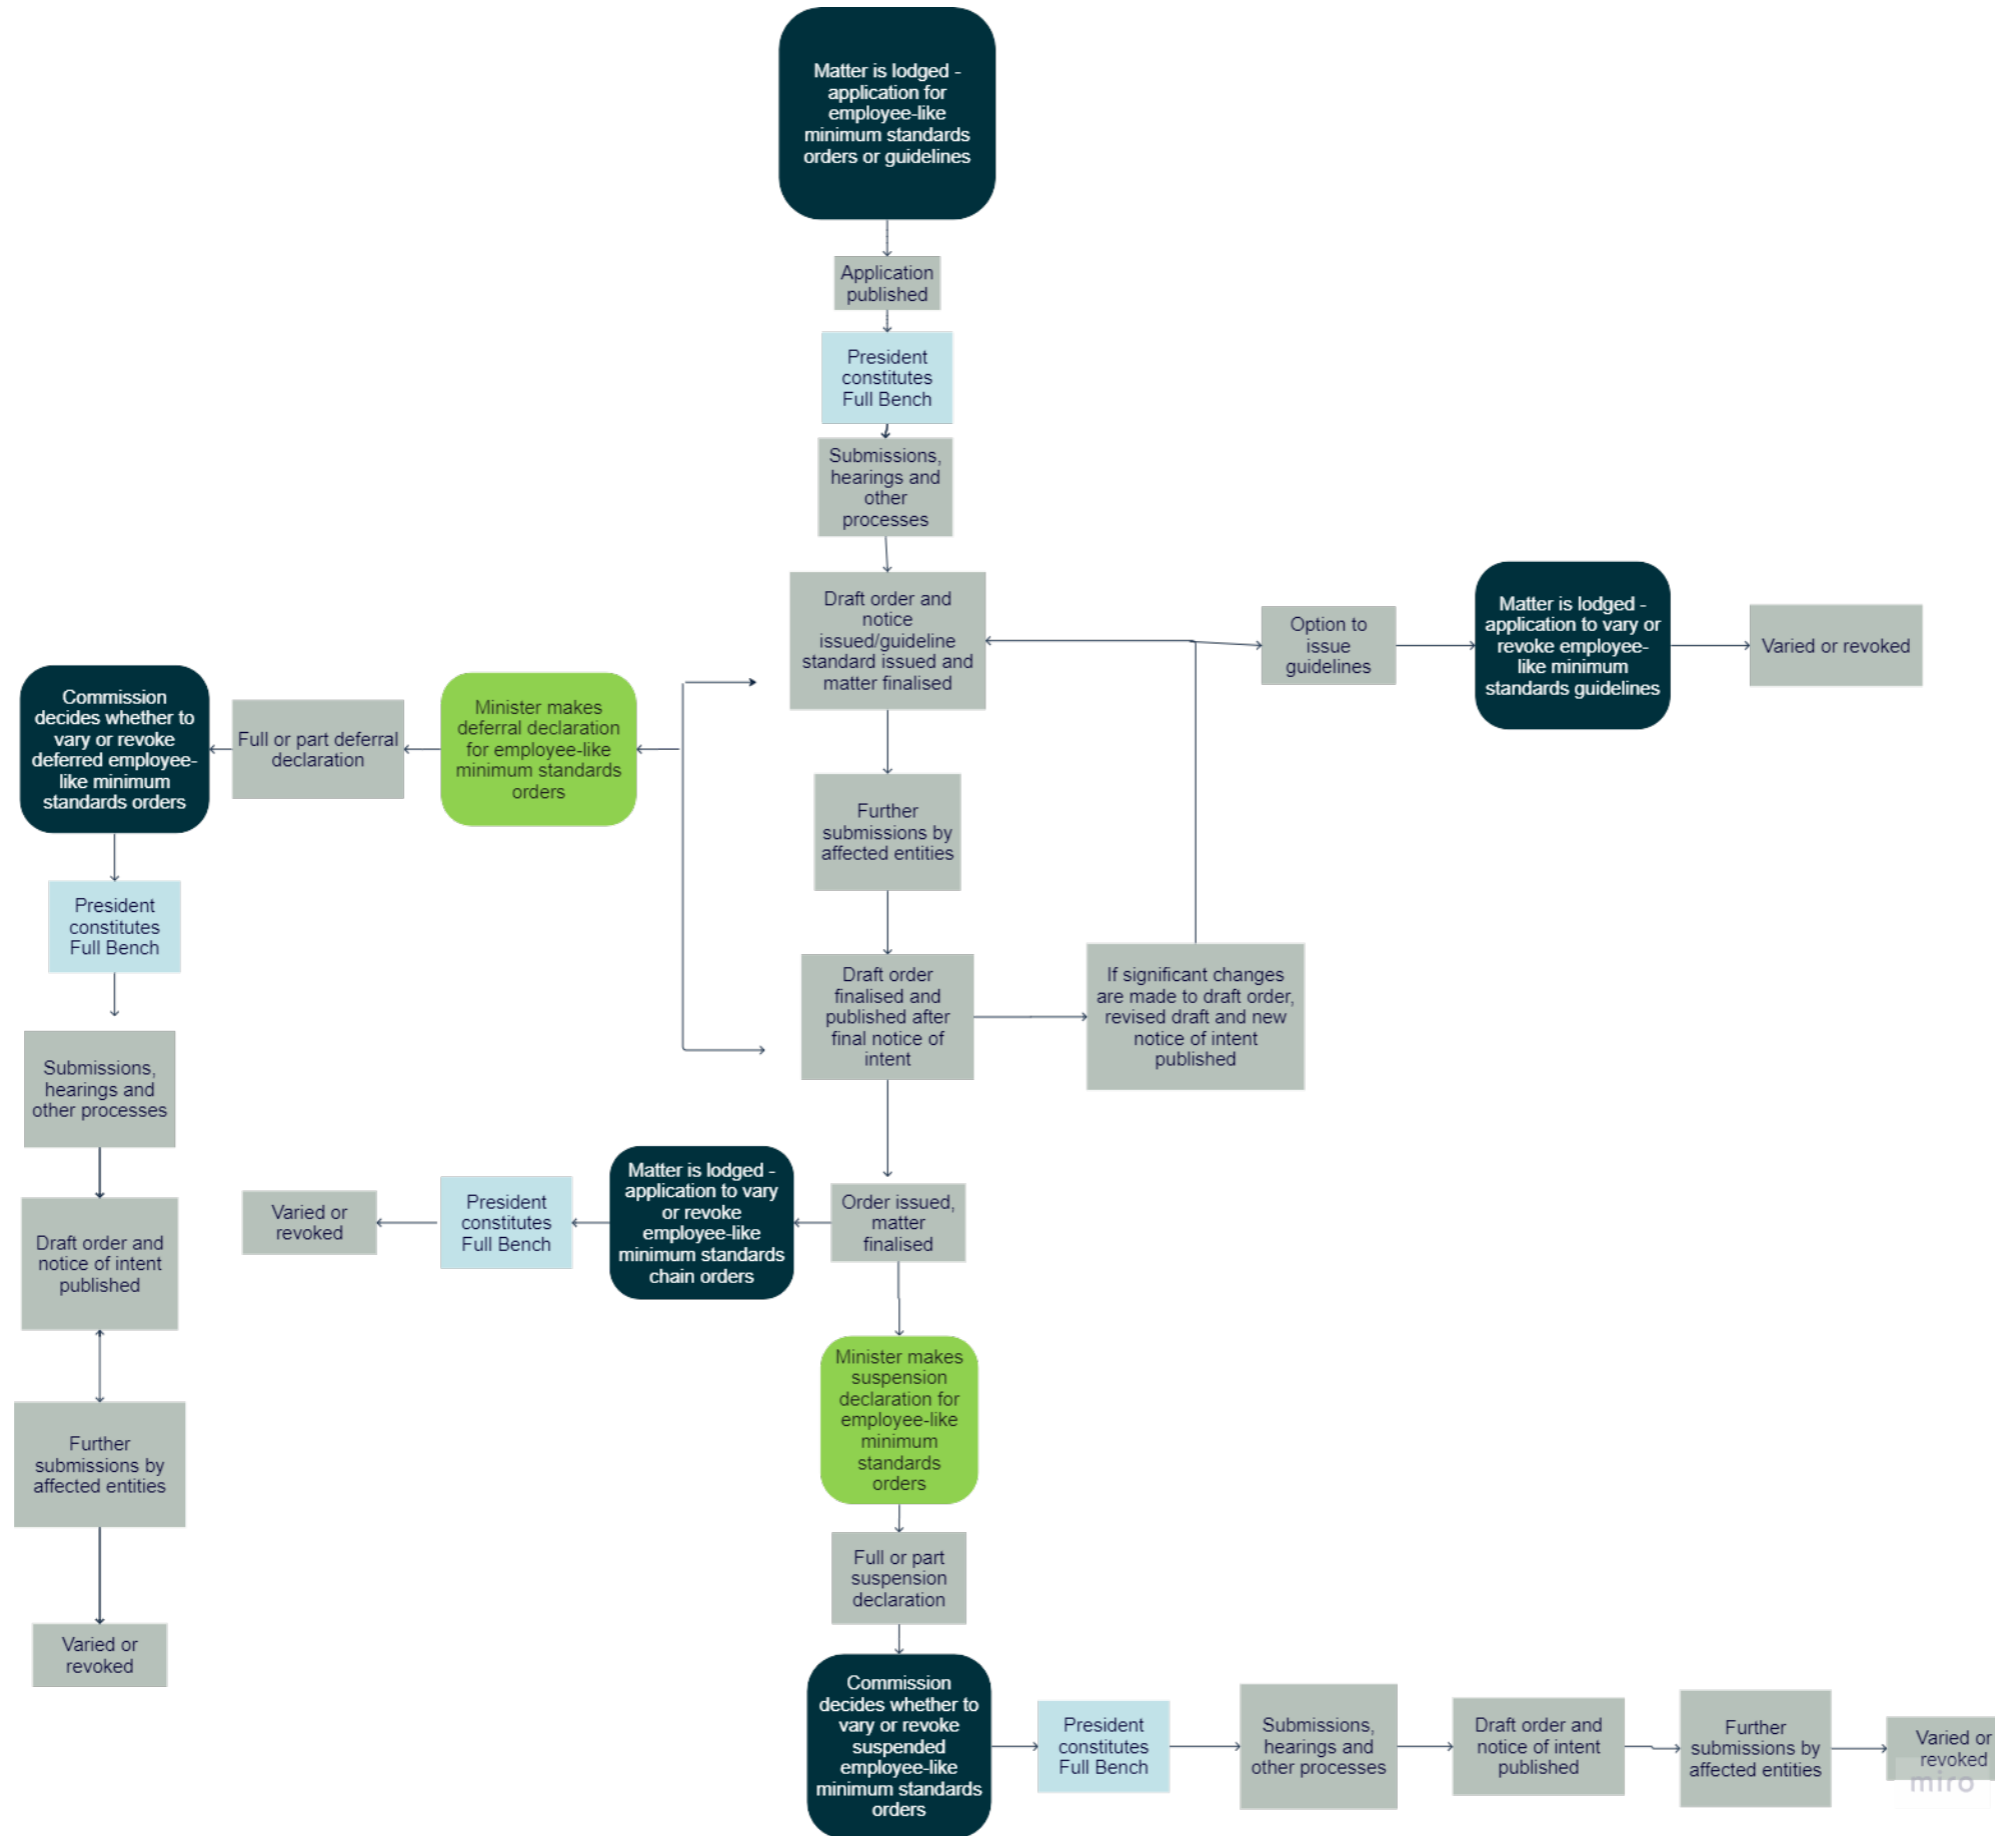 Matter is lodged -
application for
employee-like
minimum standards
orders or guidelines
Application
published
President
constitutes
Full Bench
Submissions,
hearings and
other
processes
Draft order and
notice
issued/guideline
standard issued and
matter finalised
Option to
issue
guidelines
Matter is lodged -
application to vary or
revoke employee-
like minimum
standards guidelines
Varied or revoked
Minister makes
deferral declaration
for employee-like
minimum standards
orders
Full or part deferral
declaration
Commission
decides whether to
vary or revoke
deferred employee-
like minimum
standards orders
President
constitutes
Full Bench
Submissions,
hearings and
other processes
Draft order and
notice of intent
published
Further
submissions by
affected entities
Varied or
revoked
Further
submissions by
affected entities
Draft order
finalised and
published after
final notice of
intent
If significant changes
are made to draft order,
revised draft and new
notice of intent
published
Order issued,
matter
finalised
Matter is lodged -
application to vary
or revoke
employee-like
minimum standards
chain orders
President
constitutes
Full Bench
Varied or
revoked
Minister makes
suspension
declaration for
employee-like
minimum
standards
orders
Full or part
suspension
declaration
Commission
decides whether to
vary or revoke
suspended
employee-like
minimum standards
orders
President
constitutes
Full Bench
Submissions,
hearings and
other processes
Draft order and
notice of intent
published
Further
submissions by
affected entities
Varied or
revoked
miro